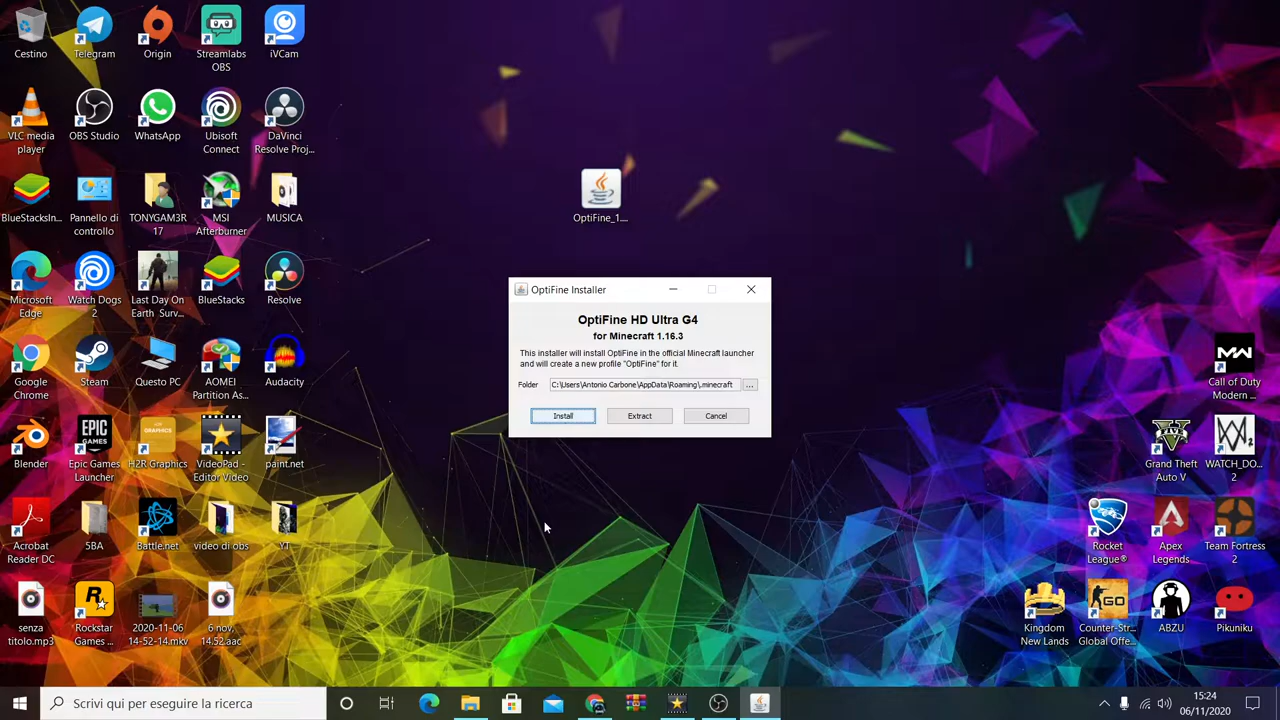 Cestino
Telegram
Origin
Streamlabs
OBS
iVCam
VLC media
player
OBS Studio
WhatsApp
Ubisoft
Connect
DaVinci
Resolve Proj...
BlueStacksIn...
Pannello di
controllo
TONYGAM3R
17
MSI
Afterburner
MUSICA
OptiFine_1....
Microsoft
Edge
Watch Dogs
2
Last Day On
Earth_Surv...
BlueStacks
Resolve
OptiFine Installer
OptiFine HD Ultra G4
for Minecraft 1.16.3
This installer will install OptiFine in the official Minecraft launcher
and will create a new profile "OptiFine" for it.
Folder
C:\Users\Antonio Carbone\AppData\Roaming\.minecraft
...
Install
Extract
Cancel
Google
Chrome
Steam
Questo PC
AOMEI
Partition As...
Audacity
Call of Duty
Modern ...
Blender
EPIC
GAMES
Epic Games
Launcher
H2R
GRAPHICS
H2R Graphics
VideoPad -
Editor Video
paint.net
Grand Theft
Auto V
WATCH_DO...
2
Acrobat
Reader DC
5BA
Battle.net
video di obs
YT
Rocket
League®
Apex
Legends
Team Fortress
2
senza
titolo.mp3
Rockstar
Games ...
2020-11-06
14-52-14.mkv
6 nov,
14.52.aac
Kingdom
New Lands
GO
Counter-Str...
Global Offe...
ABZU
Pikuniku
Scrivi qui per eseguire la ricerca
15:24
06/11/2020